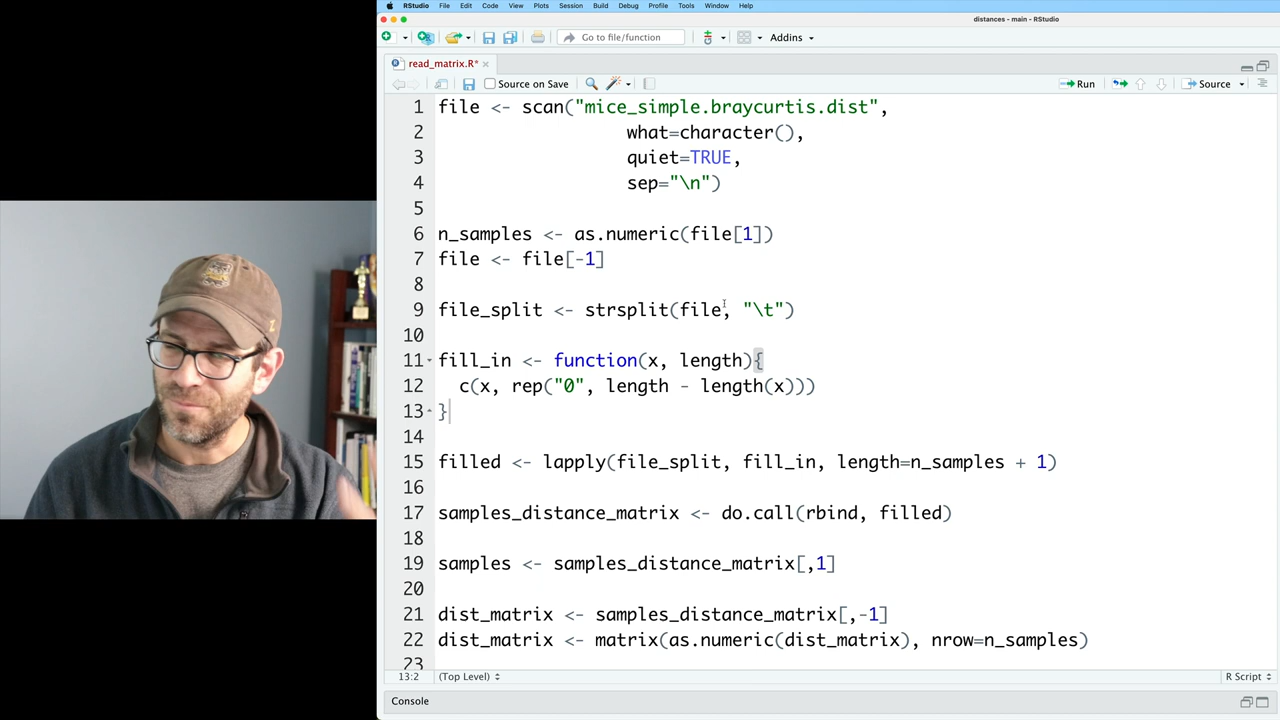 RStudio File Edit Code View Plots Session Build Debug Profile Tools Window Help
distances - main - RStudio
Go to file/function Addins
read_matrix.R*
Source on Save Run Source
1 file <- scan("mice_simple.braycurtis.dist",
2 what=character(),
3 quiet=TRUE,
4 sep="\n")
5
6 n_samples <- as.numeric(file[1])
7 file <- file[-1]
8
9 file_split <- strsplit(file, "\t")
10
11 fill_in <- function(x, length){
12 c(x, rep("0", length - length(x)))
13 }
14
15 filled <- lapply(file_split, fill_in, length=n_samples + 1)
16
17 samples_distance_matrix <- do.call(rbind, filled)
18
19 samples <- samples_distance_matrix[,1]
20
21 dist_matrix <- samples_distance_matrix[,-1]
22 dist_matrix <- matrix(as.numeric(dist_matrix), nrow=n_samples)
23
13:2 (Top Level) R Script
Console